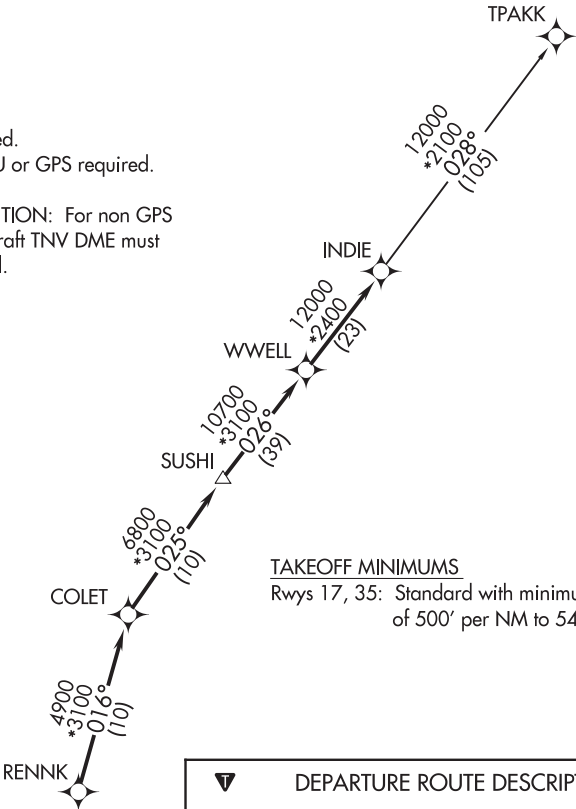 TPAKK
12000
*2100
028°
(105)
ed.
U or GPS required.
TION: For non GPS
raft TNV DME must
d.
INDIE
12000
*2400
(23)
WWELL
10700
*3100
026°
(39)
SUSHI
6800
*3100
025°
(10)
TAKEOFF MINIMUMS
Rwys 17, 35: Standard with minimu
of 500' per NM to 54
COLET
4900
*3100
016°
(10)
RENNK
T
DEPARTURE ROUTE DESCRIPT